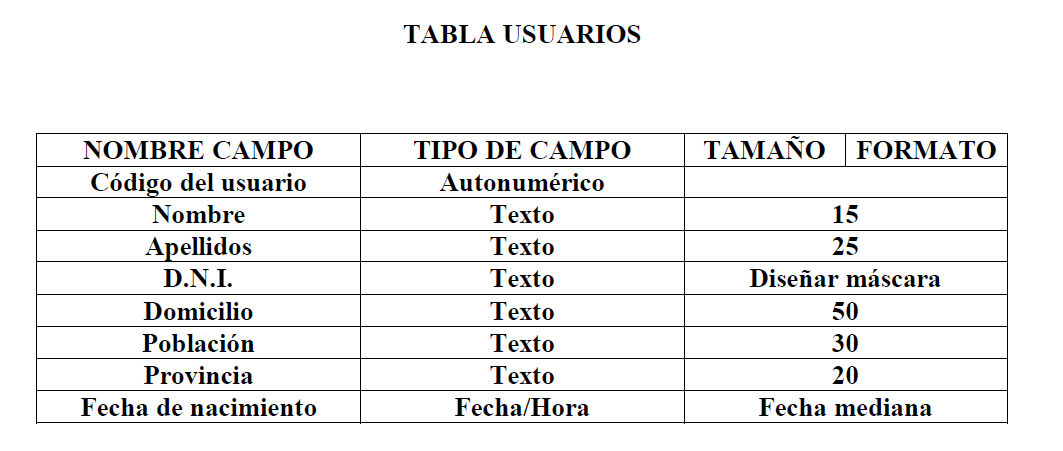 TABLA USUARIOS
NOMBRE CAMPO TIPO DE CAMPO TAMAÑO FORMATO
Código del usuario Autonumérico
Nombre Texto 15
Apellidos Texto 25
D.N.I. Texto Diseñar máscara
Domicilio Texto 50
Población Texto 30
Provincia Texto 20
Fecha de nacimiento Fecha/Hora Fecha mediana